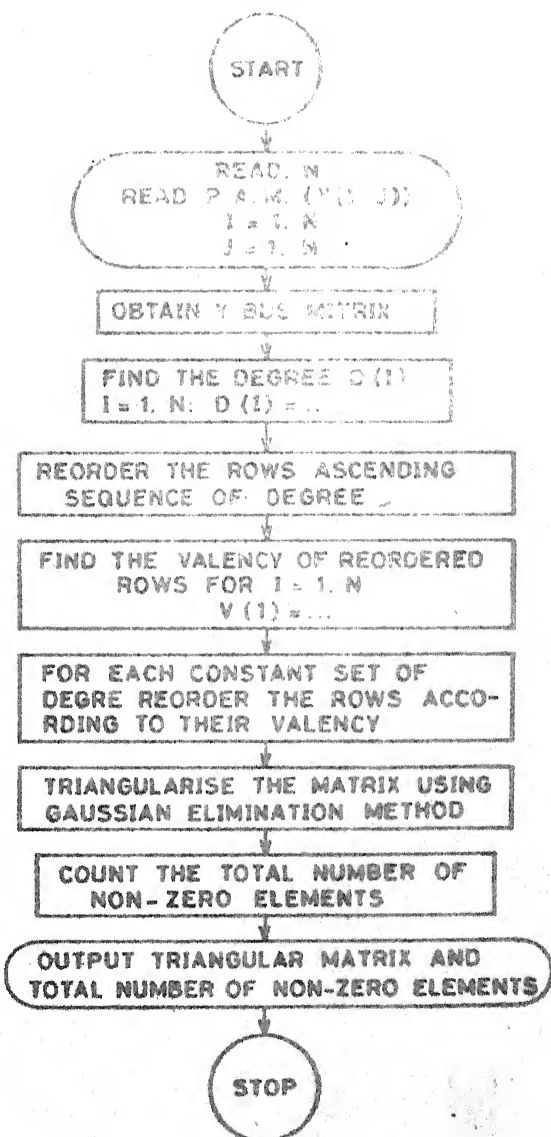 START
READ. N
READ P. A. M. (Y(I, J))
I = 1. N
J = 1. N
OBTAIN Y BUS MITRIX
FIND THE DEGREE D(I)
I = 1. N: D(I) = ..
REORDER THE ROWS ASCENDING
SEQUENCE OF DEGREE
FIND THE VALENCY OF REORDERED
ROWS FOR I = 1. N
V(1) = ...
FOR EACH CONSTANT SET OF
DEGRE REORDER THE ROWS ACCO-
RDING TO THEIR VALENCY
TRIANGULARISE THE MATRIX USING
GAUSSIAN ELIMINATION METHOD
COUNT THE TOTAL NUMBER OF
NON-ZERO ELEMENTS
OUTPUT TRIANGULAR MATRIX AND
TOTAL NUMBER OF NON-ZERO ELEMENTS
STOP